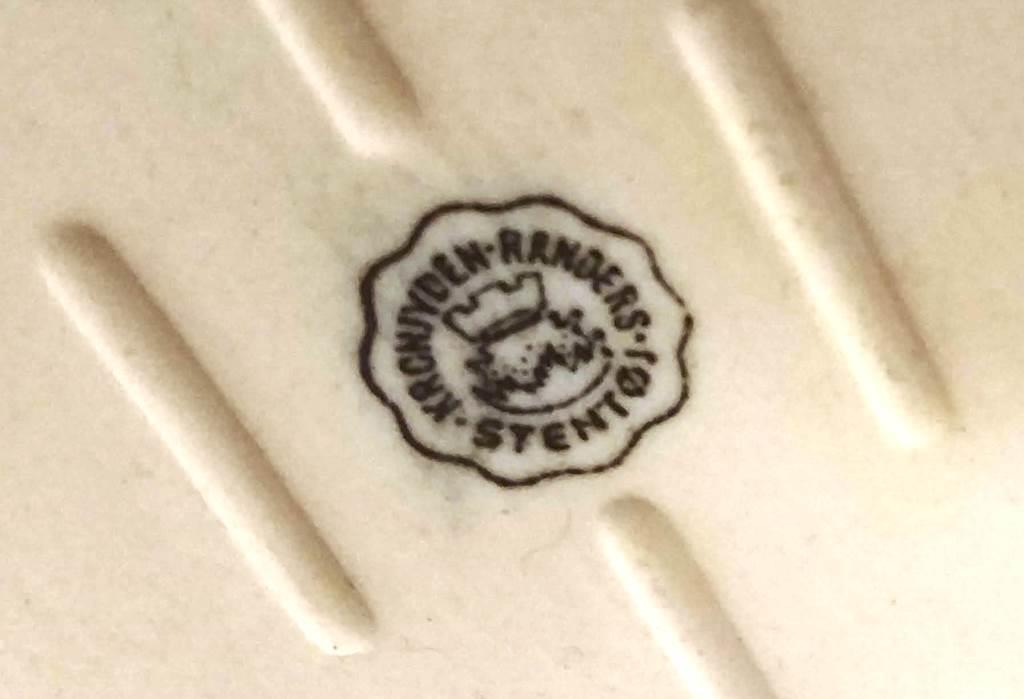 KRONJYDEN · RANDERS ·
STENTØJ ·